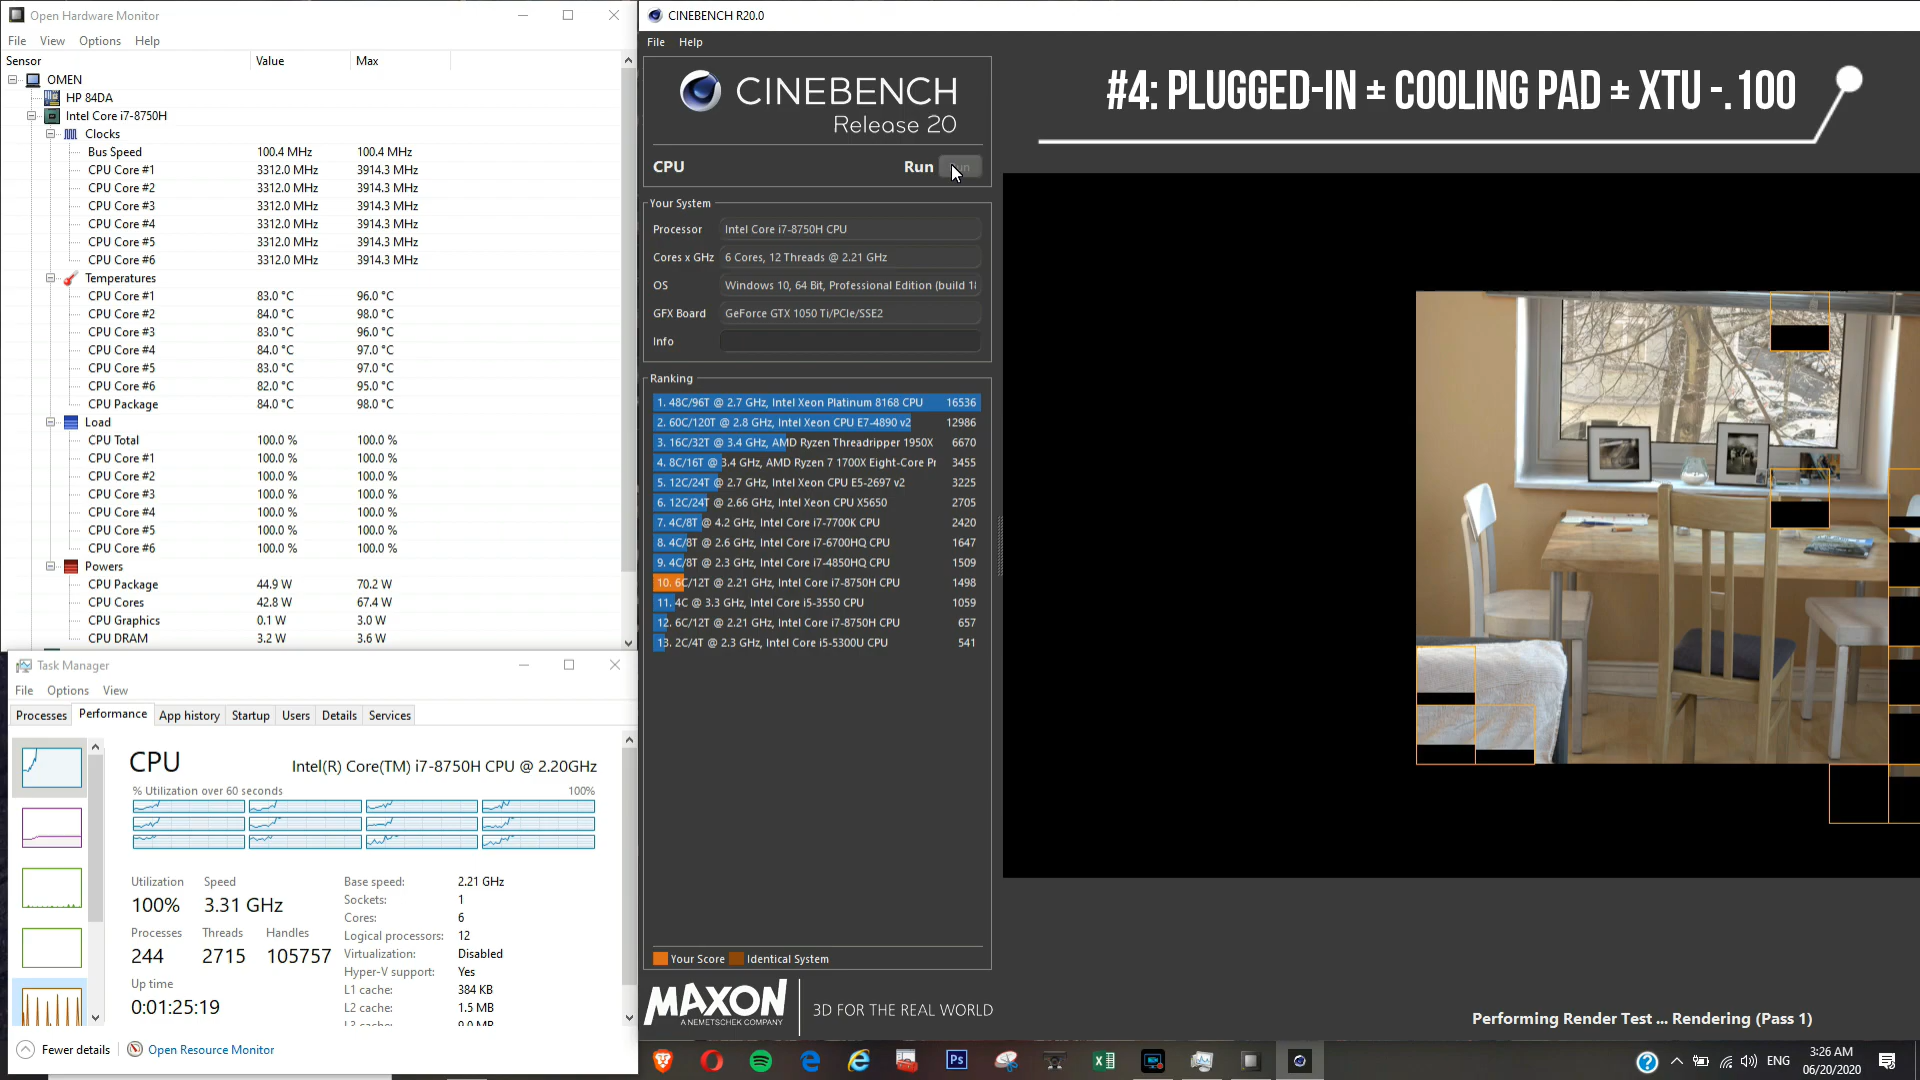 Open Hardware Monitor
File View Options Help
Sensor Value Max
OMEN
HP 84DA
Intel Core i7-8750H
Clocks
Bus Speed 100.4 MHz 100.4 MHz
CPU Core #1 3312.0 MHz 3914.3 MHz
CPU Core #2 3312.0 MHz 3914.3 MHz
CPU Core #3 3312.0 MHz 3914.3 MHz
CPU Core #4 3312.0 MHz 3914.3 MHz
CPU Core #5 3312.0 MHz 3914.3 MHz
CPU Core #6 3312.0 MHz 3914.3 MHz
Temperatures
CPU Core #1 83.0 °C 96.0 °C
CPU Core #2 84.0 °C 98.0 °C
CPU Core #3 83.0 °C 96.0 °C
CPU Core #4 84.0 °C 97.0 °C
CPU Core #5 83.0 °C 97.0 °C
CPU Core #6 82.0 °C 95.0 °C
CPU Package 84.0 °C 98.0 °C
Load
CPU Total 100.0 % 100.0 %
CPU Core #1 100.0 % 100.0 %
CPU Core #2 100.0 % 100.0 %
CPU Core #3 100.0 % 100.0 %
CPU Core #4 100.0 % 100.0 %
CPU Core #5 100.0 % 100.0 %
CPU Core #6 100.0 % 100.0 %
Powers
CPU Package 44.9 W 70.2 W
CPU Cores 42.8 W 67.4 W
CPU Graphics 0.1 W 3.0 W
CPU DRAM 3.2 W 3.6 W
Task Manager
File Options View
Processes Performance App history Startup Users Details Services
CPU Intel(R) Core(TM) i7-8750H CPU @ 2.20GHz
% Utilization over 60 seconds 100%
Utilization Speed
100% 3.31 GHz
Processes Threads Handles
244 2715 105757
Up time
0:01:25:19
Base speed: 2.21 GHz
Sockets: 1
Cores: 6
Logical processors: 12
Virtualization: Disabled
Hyper-V support: Yes
L1 cache: 384 KB
L2 cache: 1.5 MB
L3 cache: 9.0 MB
Fewer details Open Resource Monitor
CINEBENCH R20.0
File Help
CINEBENCH
Release 20
CPU Run
Your System
Processor Intel Core i7-8750H CPU
Cores x GHz 6 Cores, 12 Threads @ 2.21 GHz
OS Windows 10, 64 Bit, Professional Edition (build 18
GFX Board GeForce GTX 1050 Ti/PCIe/SSE2
Info
Ranking
1. 48C/96T @ 2.7 GHz, Intel Xeon Platinum 8168 CPU 16536
2. 60C/120T @ 2.8 GHz, Intel Xeon CPU E7-4890 v2 12986
3. 16C/32T @ 3.4 GHz, AMD Ryzen Threadripper 1950X 6670
4. 8C/16T @ 3.4 GHz, AMD Ryzen 7 1700X Eight-Core Pr 3455
5. 12C/24T @ 2.7 GHz, Intel Xeon CPU E5-2697 v2 3225
6. 12C/24T @ 2.66 GHz, Intel Xeon CPU X5650 2705
7. 4C/8T @ 4.2 GHz, Intel Core i7-7700K CPU 2420
8. 4C/8T @ 2.6 GHz, Intel Core i7-6700HQ CPU 1647
9. 4C/8T @ 2.3 GHz, Intel Core i7-4850HQ CPU 1509
10. 6C/12T @ 2.21 GHz, Intel Core i7-8750H CPU 1498
11. 4C @ 3.3 GHz, Intel Core i5-3550 CPU 1059
12. 6C/12T @ 2.21 GHz, Intel Core i7-8750H CPU 657
13. 2C/4T @ 2.3 GHz, Intel Core i5-5300U CPU 541
Your Score Identical System
MAXON
A NEMETSCHEK COMPANY
3D FOR THE REAL WORLD
#4: PLUGGED-IN ± COOLING PAD ± XTU -.100
Performing Render Test ... Rendering (Pass 1)
Ps
ENG
3:26 AM
06/20/2020